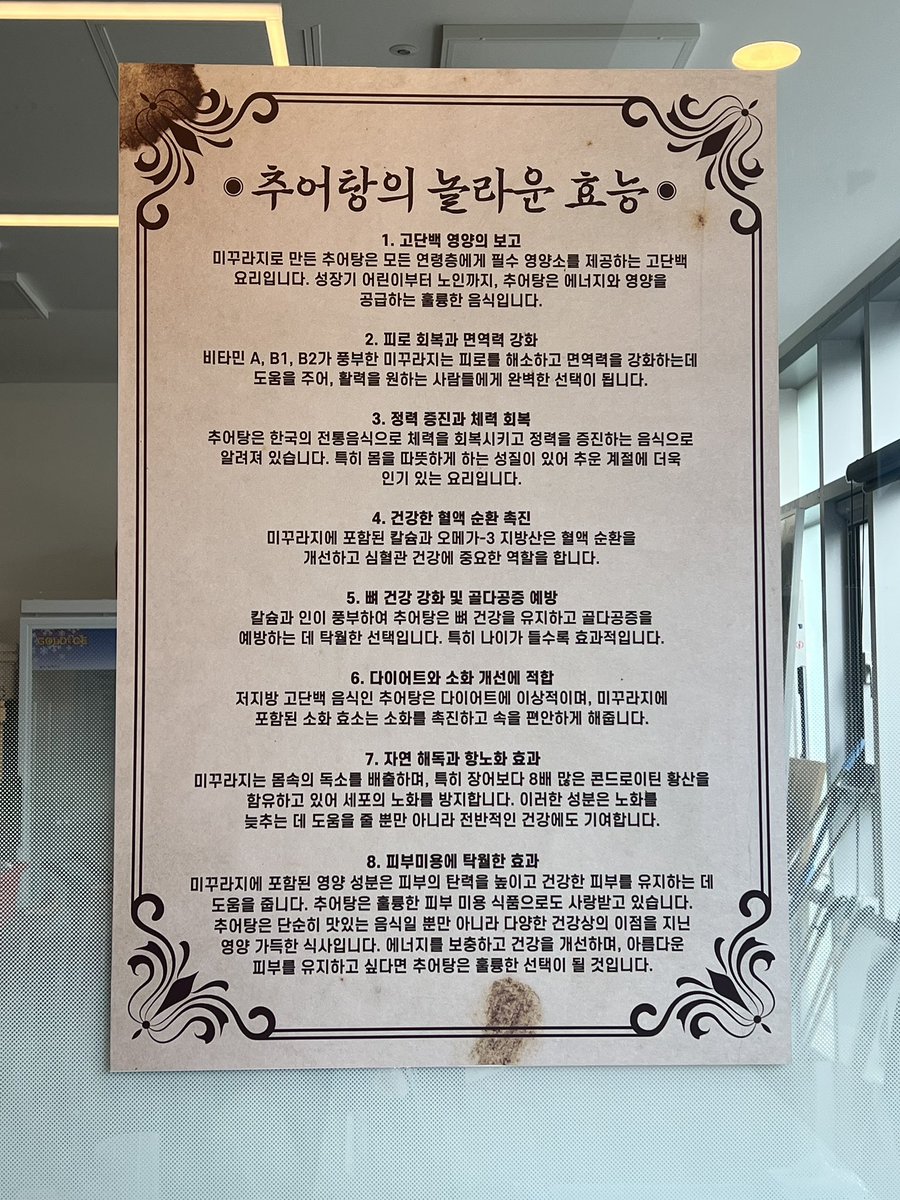 추어탕의 놀라운 효능
1. 고단백 영양의 보고
미꾸라지로 만든 추어탕은 모든 연령층에게 필수 영양소를 제공하는 고단백
요리입니다. 성장기 어린이부터 노인까지, 추어탕은 에너지와 영양을
공급하는 훌륭한 음식입니다.
2. 피로 회복과 면역력 강화
비타민 A, B1, B2가 풍부한 미꾸라지는 피로를 해소하고 면역력을 강화하는데
도움을 주어, 활력을 원하는 사람들에게 완벽한 선택이 됩니다.
3. 정력 증진과 체력 회복
추어탕은 한국의 전통음식으로 체력을 회복시키고 정력을 증진하는 음식으로
알려져 있습니다. 특히 몸을 따뜻하게 하는 성질이 있어 추운 계절에 더욱
인기 있는 요리입니다.
4. 건강한 혈액 순환 촉진
미꾸라지에 포함된 칼슘과 오메가-3 지방산은 혈액 순환을
개선하고 심혈관 건강에 중요한 역할을 합니다.
5. 뼈 건강 강화 및 골다공증 예방
칼슘과 인이 풍부하여 추어탕은 뼈 건강을 유지하고 골다공증을
예방하는 데 탁월한 선택입니다. 특히 나이가 들수록 효과적입니다.
6. 다이어트와 소화 개선에 적합
저지방 고단백 음식인 추어탕은 다이어트에 이상적이며, 미꾸라지에
포함된 소화 효소는 소화를 촉진하고 속을 편안하게 해줍니다.
7. 자연 해독과 항노화 효과
미꾸라지는 몸속의 독소를 배출하며, 특히 장어보다 8배 많은 콘드로이틴 황산을
함유하고 있어 세포의 노화를 방지합니다. 이러한 성분은 노화를
늦추는 데 도움을 줄 뿐만 아니라 전반적인 건강에도 기여합니다.
8. 피부미용에 탁월한 효과
미꾸라지에 포함된 영양 성분은 피부의 탄력을 높이고 건강한 피부를 유지하는 데
도움을 줍니다. 추어탕은 훌륭한 피부 미용 식품으로도 사랑받고 있습니다.
추어탕은 단순히 맛있는 음식일 뿐만 아니라 다양한 건강상의 이점을 지닌
영양 가득한 식사입니다. 에너지를 보충하고 건강을 개선하며, 아름다운
피부를 유지하고 싶다면 추어탕은 훌륭한 선택이 될 것입니다.